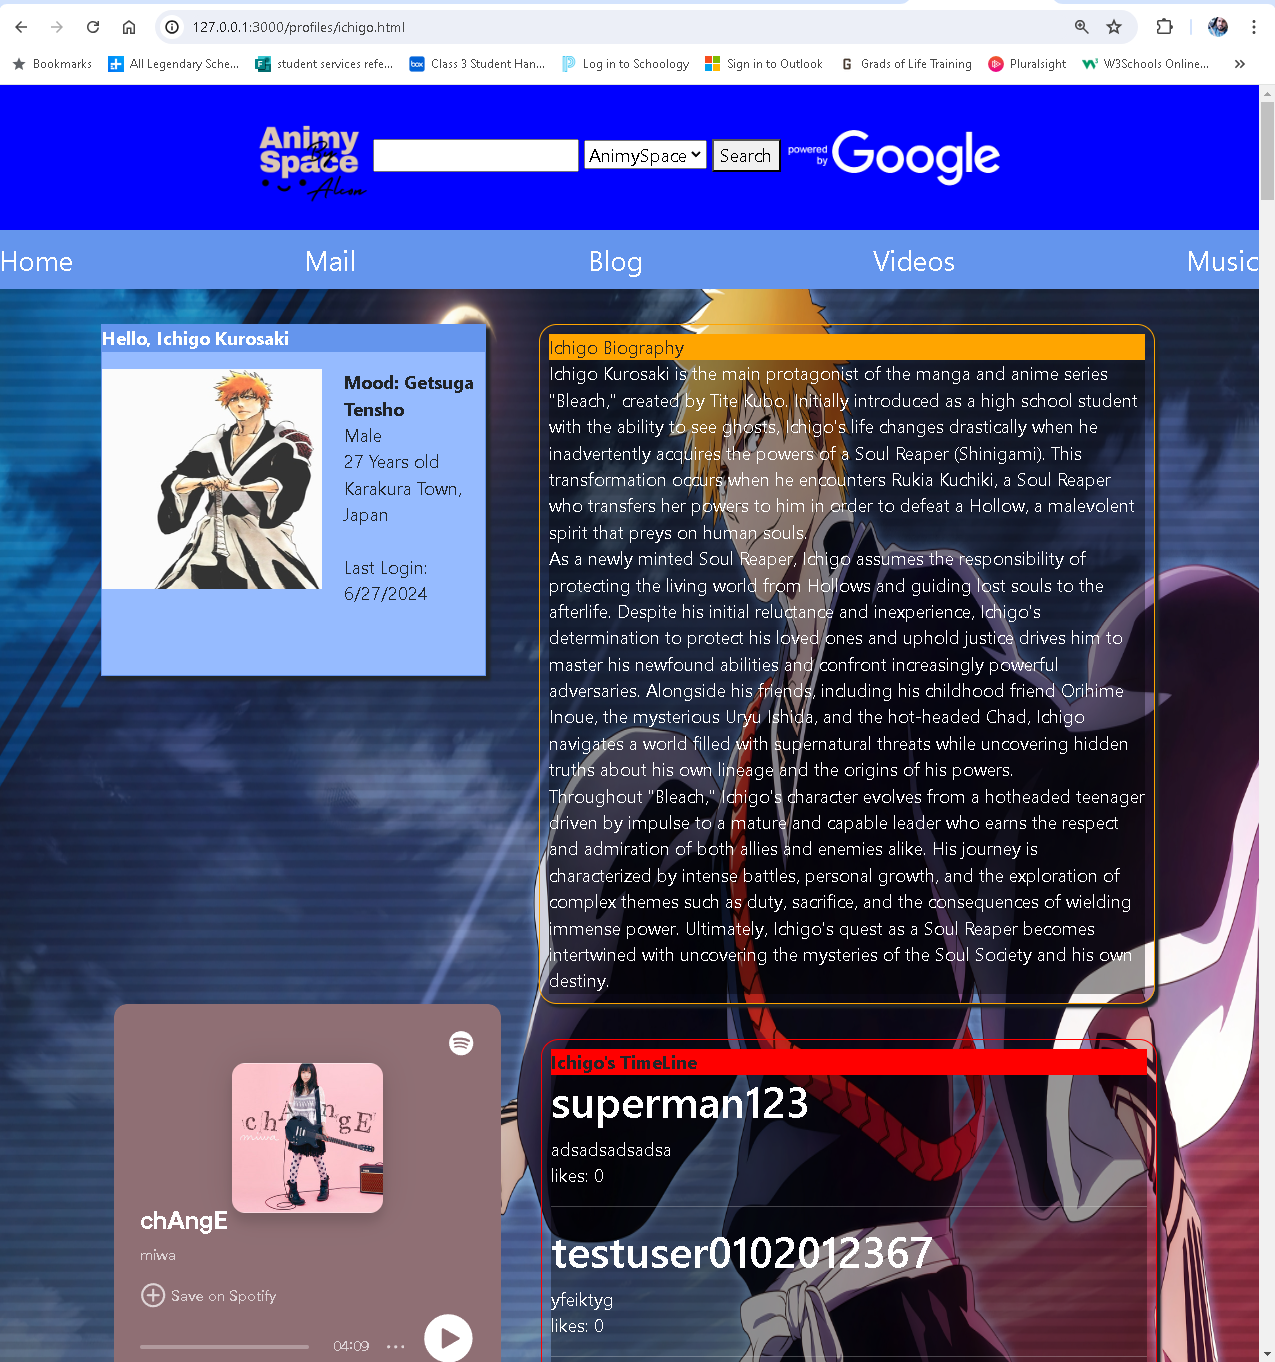 127.0.0.1:3000/profiles/ichigo.html
Bookmarks
All Legendary Sche...
student services refe...
Class 3 Student Han...
Log in to Schoology
Sign in to Outlook
Grads of Life Training
Pluralsight
W3Schools Online...
Animy
Space
By
Alcon
AnimySpace
Search
powered
by
Google
Home
Mail
Blog
Videos
Music
Hello, Ichigo Kurosaki
Mood: Getsuga
Tensho
Male
27 Years old
Karakura Town,
Japan
Last Login:
6/27/2024
Ichigo Biography
Ichigo Kurosaki is the main protagonist of the manga and anime series
"Bleach," created by Tite Kubo. Initially introduced as a high school student
with the ability to see ghosts, Ichigo's life changes drastically when he
inadvertently acquires the powers of a Soul Reaper (Shinigami). This
transformation occurs when he encounters Rukia Kuchiki, a Soul Reaper
who transfers her powers to him in order to defeat a Hollow, a malevolent
spirit that preys on human souls.
As a newly minted Soul Reaper, Ichigo assumes the responsibility of
protecting the living world from Hollows and guiding lost souls to the
afterlife. Despite his initial reluctance and inexperience, Ichigo's
determination to protect his loved ones and uphold justice drives him to
master his newfound abilities and confront increasingly powerful
adversaries. Alongside his friends, including his childhood friend Orihime
Inoue, the mysterious Uryu Ishida, and the hot-headed Chad, Ichigo
navigates a world filled with supernatural threats while uncovering hidden
truths about his own lineage and the origins of his powers.
Throughout "Bleach," Ichigo's character evolves from a hotheaded teenager
driven by impulse to a mature and capable leader who earns the respect
and admiration of both allies and enemies alike. His journey is
characterized by intense battles, personal growth, and the exploration of
complex themes such as duty, sacrifice, and the consequences of wielding
immense power. Ultimately, Ichigo's quest as a Soul Reaper becomes
intertwined with uncovering the mysteries of the Soul Society and his own
destiny.
chAngE
miwa
chAngE
miwa
Save on Spotify
04:09
Ichigo's TimeLine
superman123
adsadsadsadsa
likes: 0
testuser0102012367
yfeiktyg
likes: 0